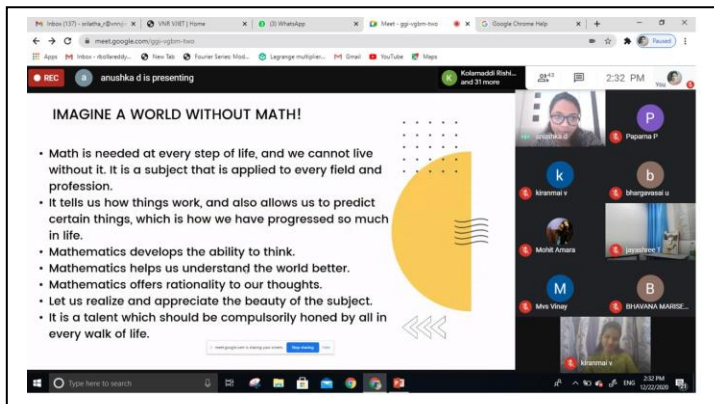 Inbox (137) - srilatha_r@vnrvji
VNR VJIET | Home
(3) WhatsApp
Meet - ggi-vgbm-two
Google Chrome Help
meet.google.com/ggi-vgbm-two
Paused
Apps
Inbox - rbollereddy...
New Tab
Fourier Series: Mod...
Lagrange multiplier...
Gmail
YouTube
Maps
REC
a
anushka d is presenting
K
Kolamaddi Rishi...
and 31 more
2:32 PM
You
IMAGINE A WORLD WITHOUT MATH!
• Math is needed at every step of life, and we cannot live
without it. It is a subject that is applied to every field and
profession.
• It tells us how things work, and also allows us to predict
certain things, which is how we have progressed so much
in life.
• Mathematics develops the ability to think.
• Mathematics helps us understand the world better.
• Mathematics offers rationality to our thoughts.
• Let us realize and appreciate the beauty of the subject.
• It is a talent which should be compulsorily honed by all in
every walk of life.
meet.google.com is sharing your screen.
Stop sharing
Hide
anushka d
P
Paparna P
k
kiranmai v
b
bhargavasai u
Mohit Amara
jayashree T
M
Mvs Vinay
B
BHAVANA MARISE...
kiranmai v
Type here to search
ENG
2:32 PM
12/22/2020